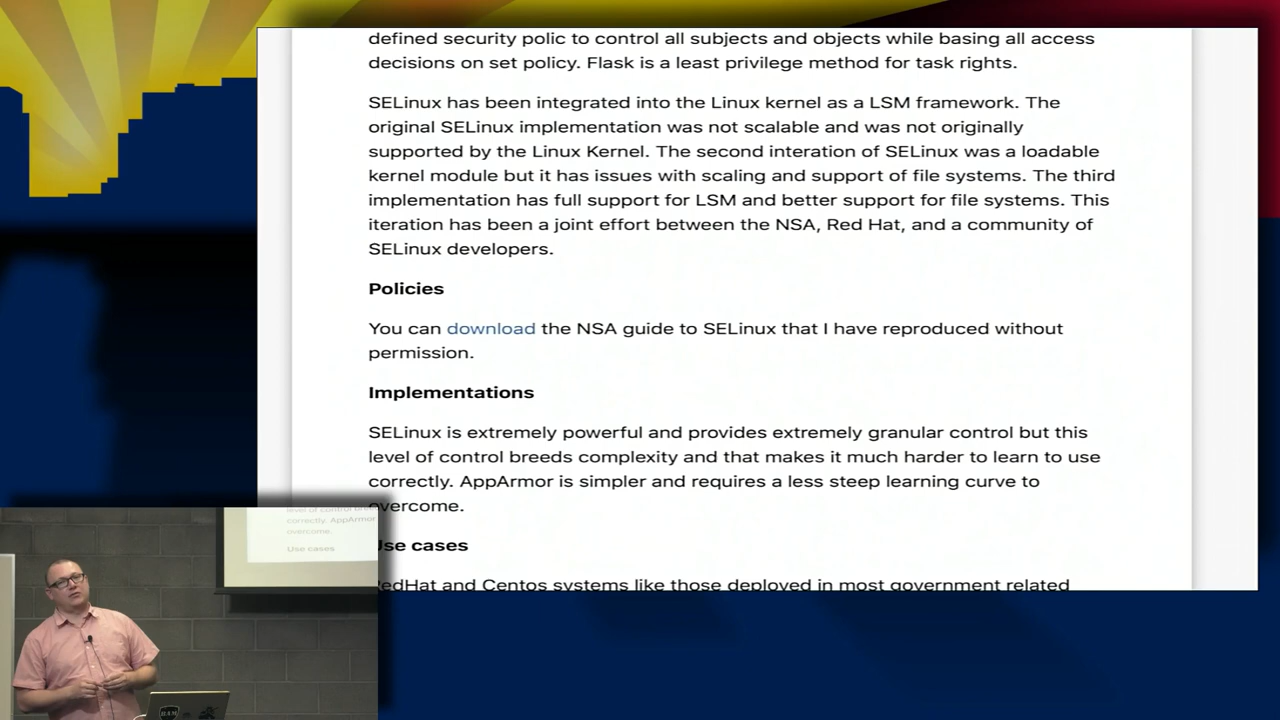 defined security polic to control all subjects and objects while basing all access
decisions on set policy. Flask is a least privilege method for task rights.
SELinux has been integrated into the Linux kernel as a LSM framework. The
original SELinux implementation was not scalable and was not originally
supported by the Linux Kernel. The second interation of SELinux was a loadable
kernel module but it has issues with scaling and support of file systems. The third
implementation has full support for LSM and better support for file systems. This
iteration has been a joint effort between the NSA, Red Hat, and a community of
SELinux developers.
Policies
You can download the NSA guide to SELinux that I have reproduced without
permission.
Implementations
SELinux is extremely powerful and provides extremely granular control but this
level of control breeds complexity and that makes it much harder to learn to use
correctly. AppArmor is simpler and requires a less steep learning curve to
overcome.
Use cases
RedHat and Centos systems like those deployed in most government related
level of control
correctly. AppArmor
overcome.
Use cases